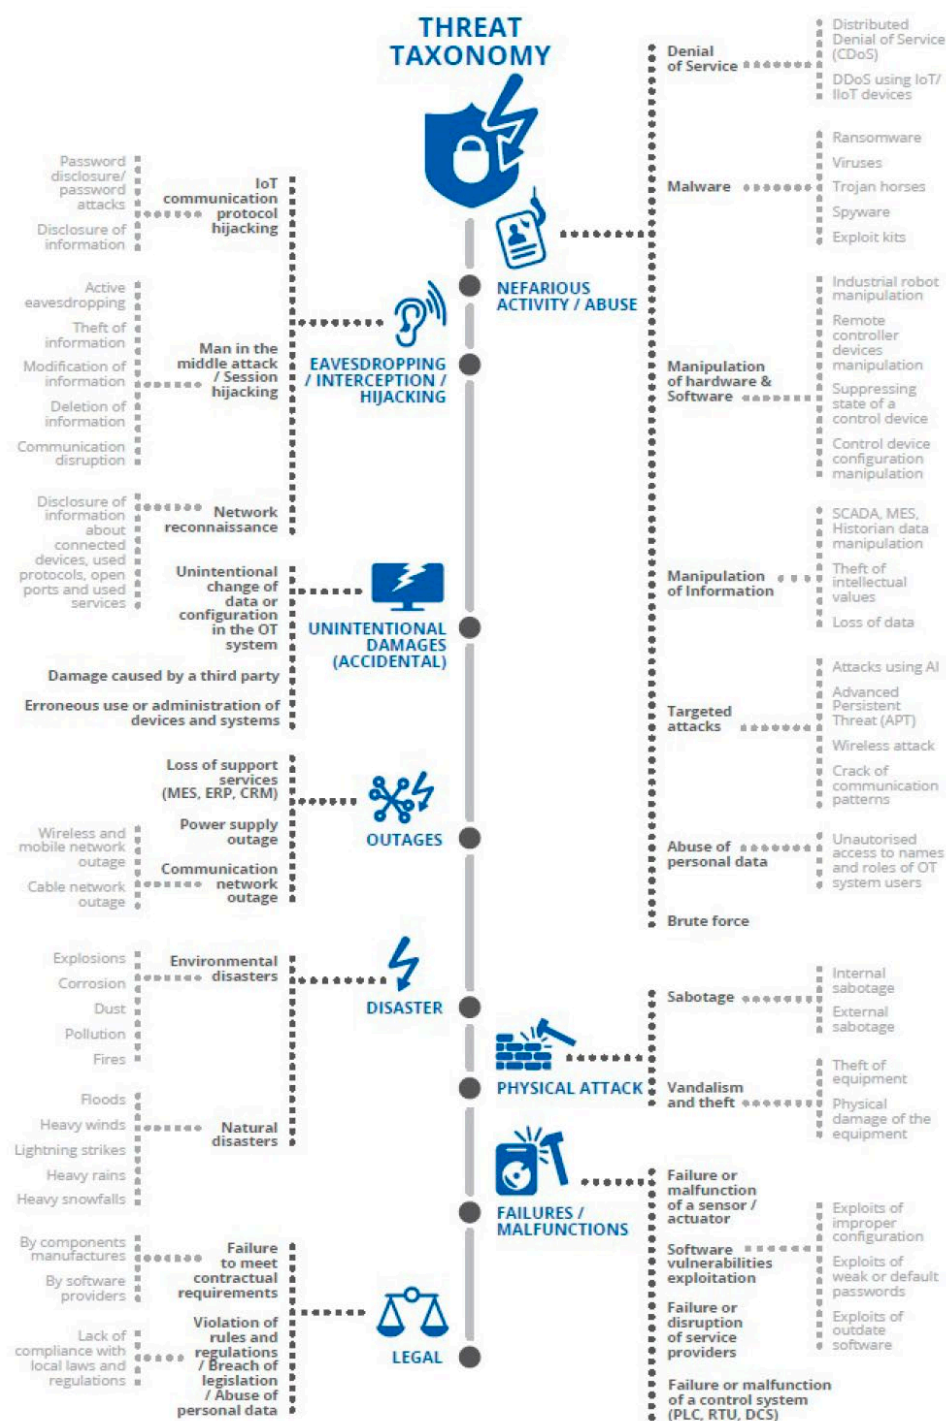 THREAT
TAXONOMY
NEFARIOUS
ACTIVITY / ABUSE
Denial
of Service
Distributed
Denial of Service
(CDoS)
DDoS using IoT/
IIoT devices
Malware
Ransomware
Viruses
Trojan horses
Spyware
Exploit kits
Manipulation
of hardware &
Software
Industrial robot
manipulation
Remote
controller
devices
manipulation
Suppressing
state of a
control device
Control device
configuration
manipulation
Manipulation
of Information
SCADA, MES,
Historian data
manipulation
Theft of
intellectual
values
Loss of data
Targeted
attacks
Attacks using AI
Advanced
Persistent
Threat (APT)
Wireless attack
Crack of
communication
patterns
Abuse of
personal data
Unautorised
access to names
and roles of OT
system users
Brute force
EAVESDROPPING
/ INTERCEPTION /
HIJACKING
IoT
communication
protocol
hijacking
Password
disclosure/
password
attacks
Disclosure of
information
Man in the
middle attack
/ Session
hijacking
Active
eavesdropping
Theft of
information
Modification of
information
Deletion of
information
Communication
disruption
Network
reconnaissance
Disclosure of
information
about
connected
devices, used
protocols, open
ports and used
services
UNINTENTIONAL
DAMAGES
(ACCIDENTAL)
Unintentional
change of
data or
configuration
in the OT
system
Damage caused by a third party
Erroneous use or administration of
devices and systems
OUTAGES
Loss of support
services
(MES, ERP, CRM)
Power supply
outage
Communication
network
outage
Wireless and
mobile network
outage
Cable network
outage
DISASTER
Environmental
disasters
Explosions
Corrosion
Dust
Pollution
Fires
Natural
disasters
Floods
Heavy winds
Lightning strikes
Heavy rains
Heavy snowfalls
PHYSICAL ATTACK
Sabotage
Internal
sabotage
External
sabotage
Vandalism
and theft
Theft of
equipment
Physical
damage of the
equipment
FAILURES /
MALFUNCTIONS
Failure or
malfunction
of a sensor /
actuator
Software
vulnerabilities
exploitation
Exploits of
improper
configuration
Exploits of
weak or default
passwords
Exploits of
outdate
software
Failure or
disruption
of service
providers
Failure or malfunction
of a control system
(PLC, RTU, DCS)
LEGAL
Failure
to meet
contractual
requirements
By components
manufactures
By software
providers
Violation of
rules and
regulations
/ Breach of
legislation
/ Abuse of
personal data
Lack of
compliance with
local laws and
regulations